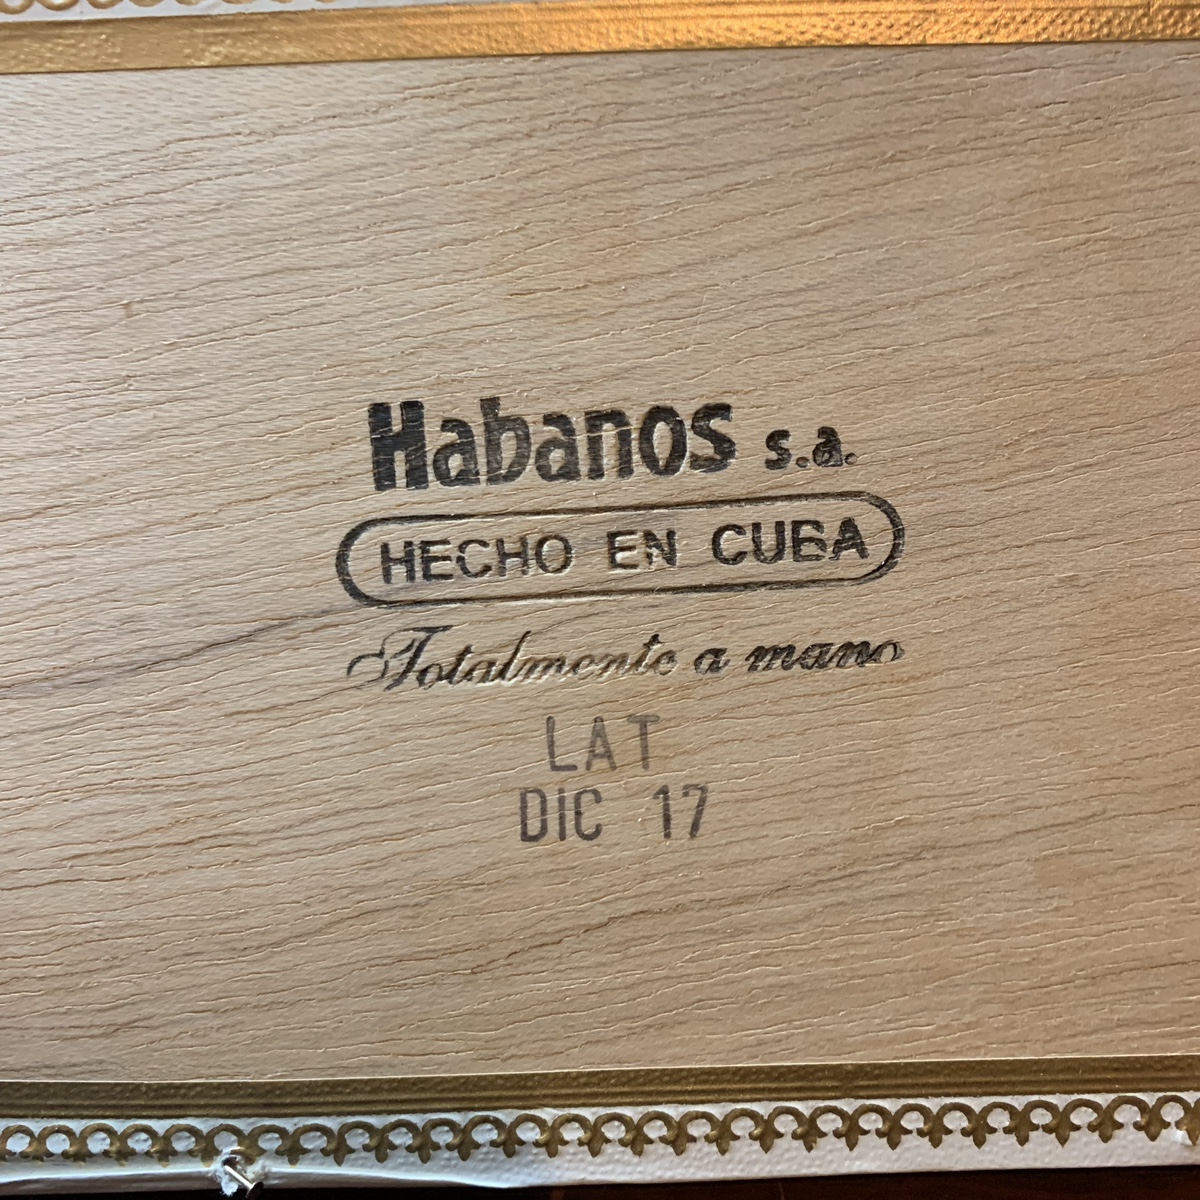 Habanos s.a.
HECHO EN CUBA
Totalmente a mano
LAT
DIC 17